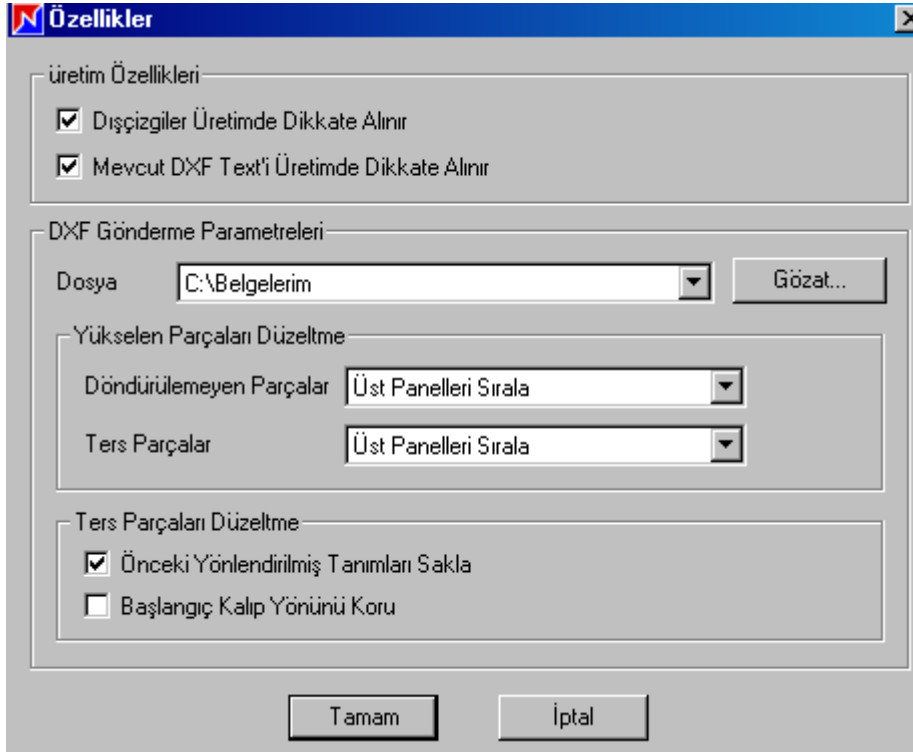 Özellikler
üretim Özellikleri
Dışçizgiler Üretimde Dikkate Alınır
Mevcut DXF Text'i Üretimde Dikkate Alınır
DXF Gönderme Parametreleri
Dosya C:\Belgelerim Gözat...
Yükselen Parçaları Düzeltme
Döndürülemeyen Parçalar Üst Panelleri Sırala
Ters Parçalar Üst Panelleri Sırala
Ters Parçaları Düzeltme
Önceki Yönlendirilmiş Tanımları Sakla
Başlangıç Kalıp Yönünü Koru
Tamam İptal